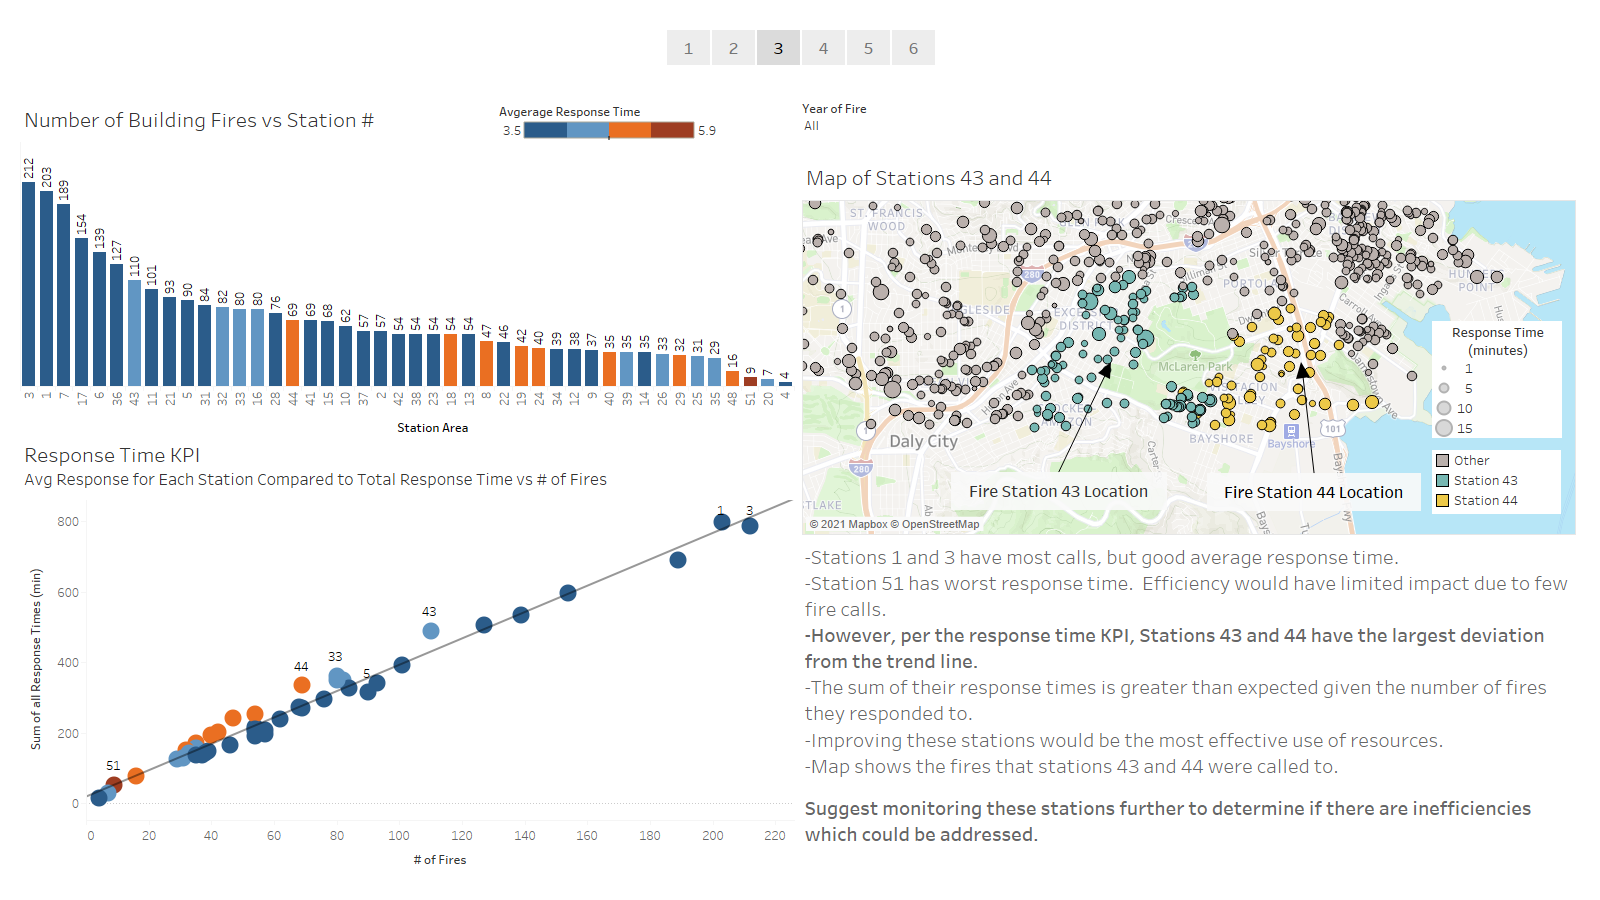 1 2 3 4 5 6
Number of Building Fires vs Station #
Avgerage Response Time
3.5 5.9
212 203 189 154 139 127 110 101 93 90 84 82 80 80 76 69 69 68 62 57 57 54 54 54 54 54 47 46 42 40 39 38 37 35 35 35 33 32 31 29 16 9 7 4
3 1 7 17 6 36 43 11 21 5 31 32 33 16 28 44 41 15 10 37 2 42 38 23 18 13 8 22 19 24 34 12 9 40 39 14 26 29 25 35 48 51 20 4
Station Area
Response Time KPI
Avg Response for Each Station Compared to Total Response Time vs # of Fires
Sum of all Response Times (min)
800
600
400
200
0
1 3
43
33
44 5
51
0 20 40 60 80 100 120 140 160 180 200 220
# of Fires
Year of Fire
All
Map of Stations 43 and 44
ST. FRANCIS
WOOD
280
1
PORTOLA
McLaren Park
Daly City
BAYSHORE
Bayshore
101
280
Carter
Fire Station 43 Location
Fire Station 44 Location
© 2021 Mapbox © OpenStreetMap
Response Time
(minutes)
1
5
10
15
Other
Station 43
Station 44
-Stations 1 and 3 have most calls, but good average response time.
-Station 51 has worst response time. Efficiency would have limited impact due to few
fire calls.
-However, per the response time KPI, Stations 43 and 44 have the largest deviation
from the trend line.
-The sum of their response times is greater than expected given the number of fires
they responded to.
-Improving these stations would be the most effective use of resources.
-Map shows the fires that stations 43 and 44 were called to.
Suggest monitoring these stations further to determine if there are inefficiencies
which could be addressed.